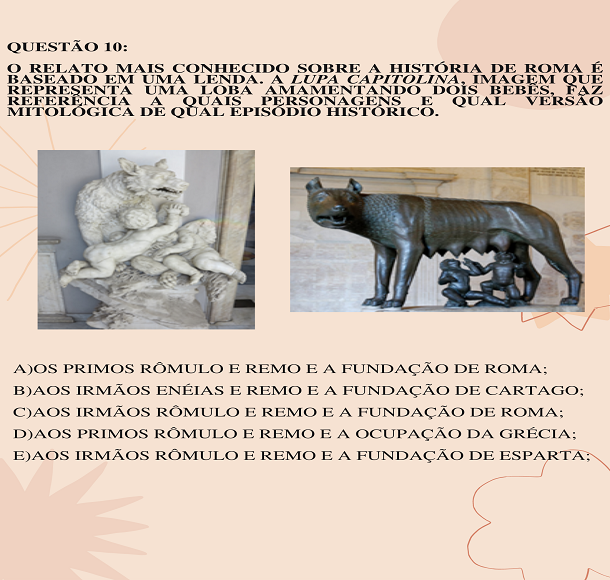 QUESTÃO 10:
O RELATO MAIS CONHECIDO SOBRE A HISTÓRIA DE ROMA É
BASEADO EM UMA LENDA. A LUPA CAPITOLINA, IMAGEM QUE
REPRESENTA UMA LOBA AMAMENTANDO DOIS BEBÊS, FAZ
REFERÊNCIA A QUAIS PERSONAGENS E QUAL VERSÃO
MITOLÓGICA DE QUAL EPISÓDIO HISTÓRICO.
A)OS PRIMOS RÔMULO E REMO E A FUNDAÇÃO DE ROMA;
B)AOS IRMÃOS ENÉIAS E REMO E A FUNDAÇÃO DE CARTAGO;
C)AOS IRMÃOS RÔMULO E REMO E A FUNDAÇÃO DE ROMA;
D)AOS PRIMOS RÔMULO E REMO E A OCUPAÇÃO DA GRÉCIA;
E)AOS IRMÃOS RÔMULO E REMO E A FUNDAÇÃO DE ESPARTA;